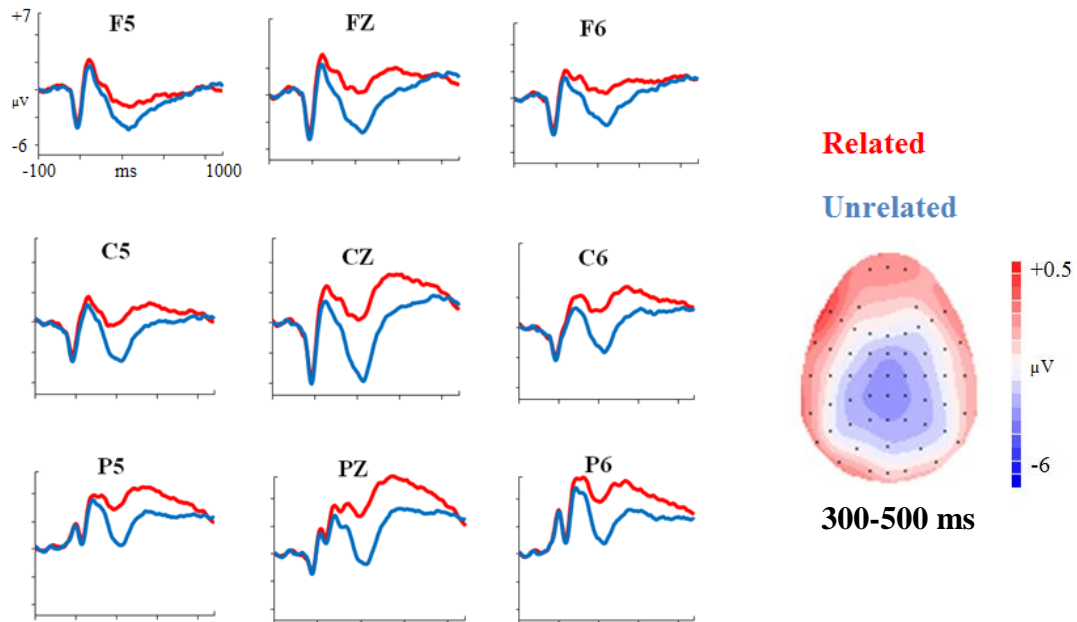 +7
F5
FZ
F6
µV
-6
-100
ms
1000
Related
Unrelated
C5
CZ
C6
+0.5
µV
-6
P5
PZ
P6
300-500 ms